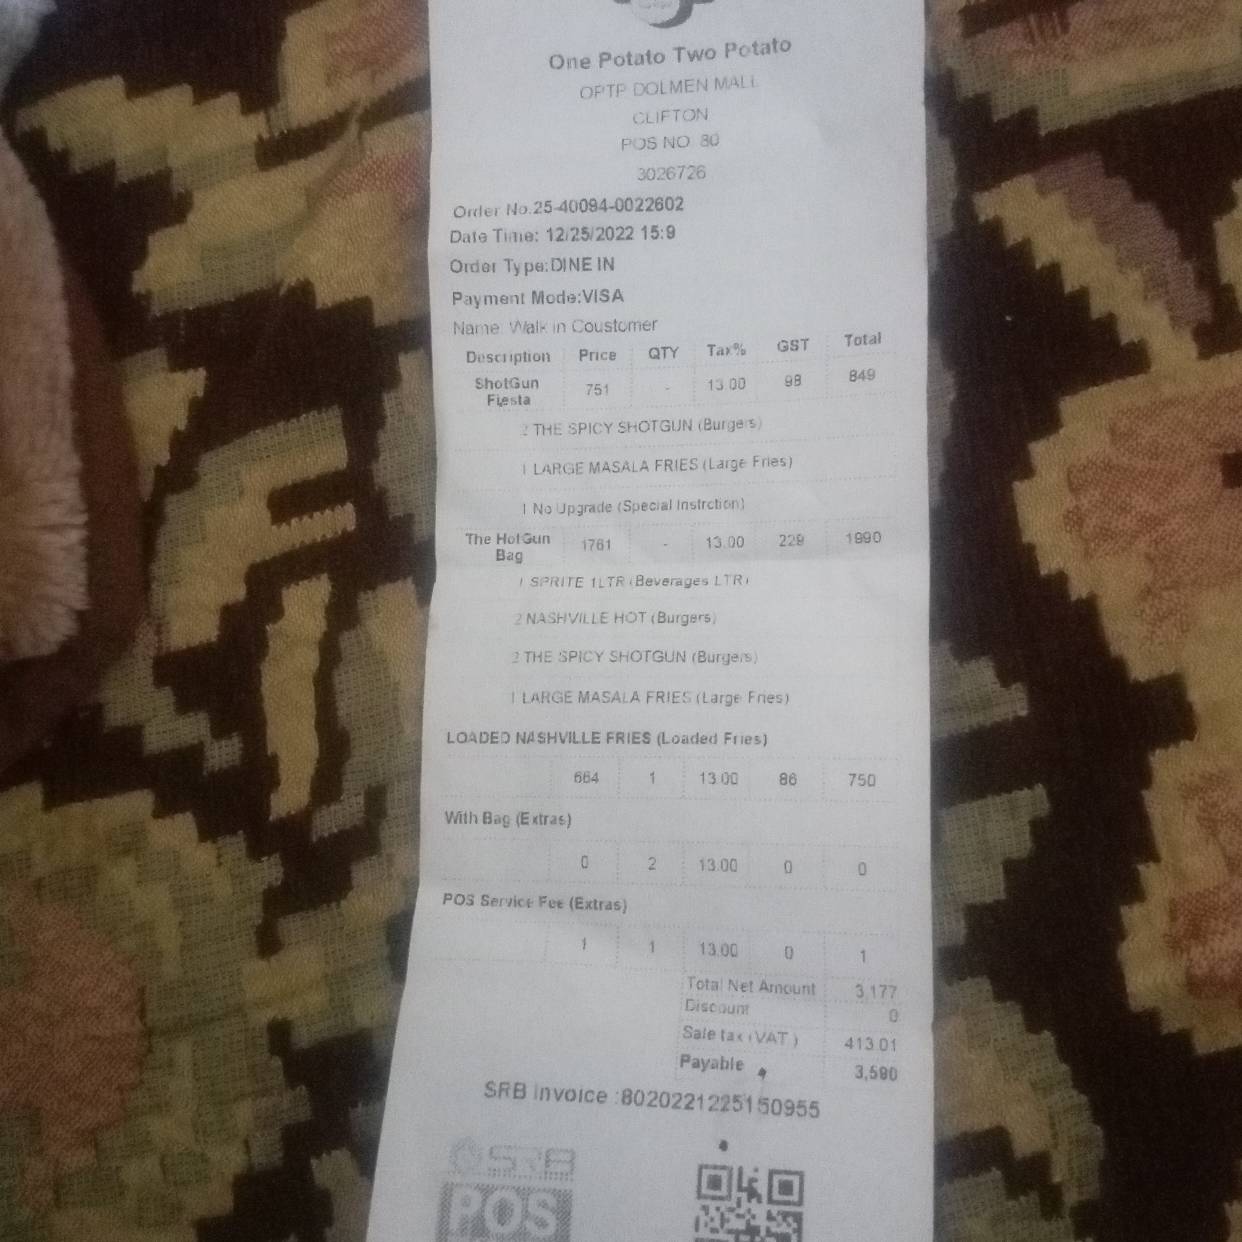 One Potato Two Potato
OPTP DOLMEN MALL
CLIFTON
POS NO 80
3026726
Order No.25-40094-0022602
Date Time: 12/25/2022 15:9
Order Type:DINE IN
Payment Mode:VISA
Name: Walk in Coustomer
Description Price QTY Tax% GST Total
ShotGun Fiesta 751 - 13.00 98 849
2 THE SPICY SHOTGUN (Burgers)
1 LARGE MASALA FRIES (Large Fries)
1 No Upgrade (Special Instrction)
The HotGun Bag 1761 - 13.00 229 1990
1 SPRITE 1LTR (Beverages LTR)
2 NASHVILLE HOT (Burgers)
2 THE SPICY SHOTGUN (Burgers)
1 LARGE MASALA FRIES (Large Fries)
LOADED NASHVILLE FRIES (Loaded Fries)
664 1 13.00 86 750
With Bag (Extras)
0 2 13.00 0 0
POS Service Fee (Extras)
1 1 13.00 0 1
Total Net Amount 3,177
Discount 0
Sale tax (VAT) 413.01
Payable 3,590
SRB Invoice :8020221225150955
SRB
POS